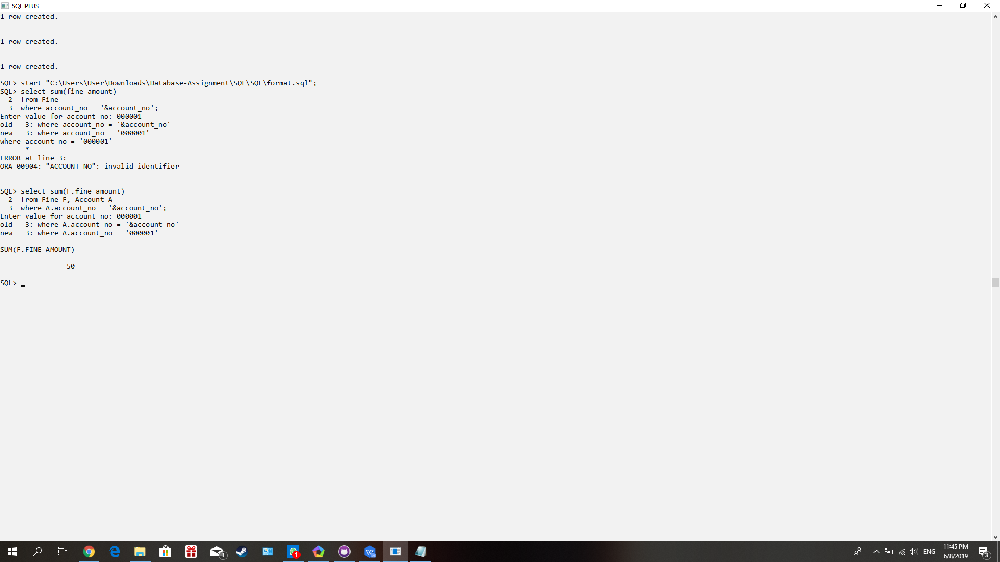 SQL PLUS
1 row created.
1 row created.
1 row created.
SQL> start "C:\Users\User\Downloads\Database-Assignment\SQL\SQL\format.sql";
SQL> select sum(fine_amount)
  2  from Fine
  3  where account_no = '&account_no';
Enter value for account_no: 000001
old   3: where account_no = '&account_no'
new   3: where account_no = '000001'
where account_no = '000001'
      *
ERROR at line 3:
ORA-00904: "ACCOUNT_NO": invalid identifier
SQL> select sum(F.fine_amount)
  2  from Fine F, Account A
  3  where A.account_no = '&account_no';
Enter value for account_no: 000001
old   3: where A.account_no = '&account_no'
new   3: where A.account_no = '000001'
SUM(F.FINE_AMOUNT)
==================
                50
SQL> _
3
1
ENG
11:45 PM
6/8/2019
3